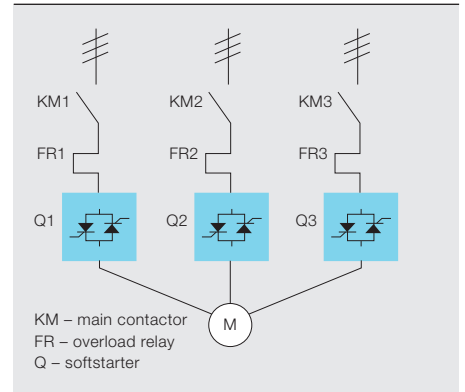 KM1 KM2 KM3
FR1 FR2 FR3
Q1 Q2 Q3
M
KM – main contactor
FR – overload relay
Q – softstarter